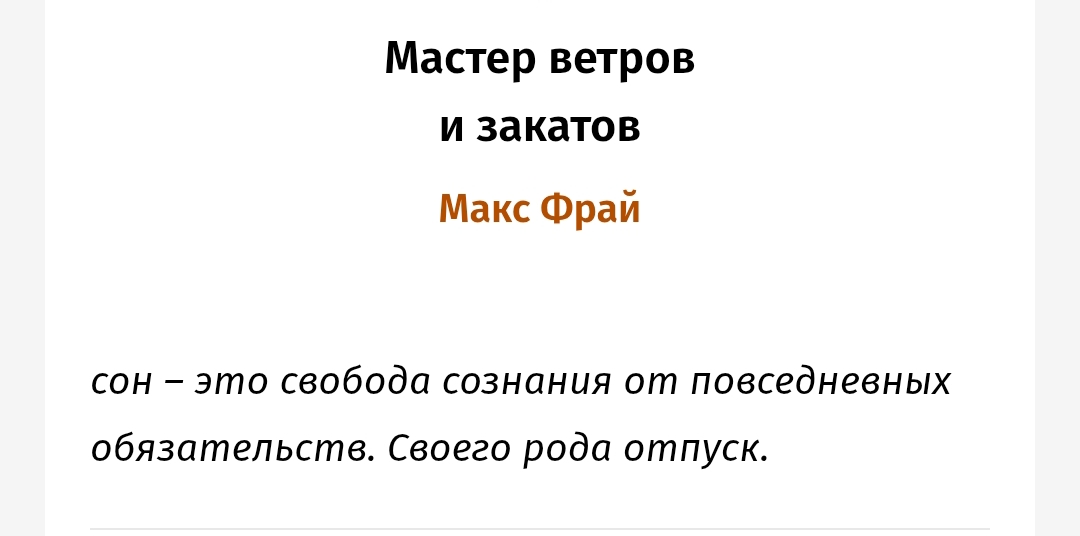 Мастер ветров
и закатов
Макс Фрай
сон – это свобода сознания от повседневных
обязательств. Своего рода отпуск.